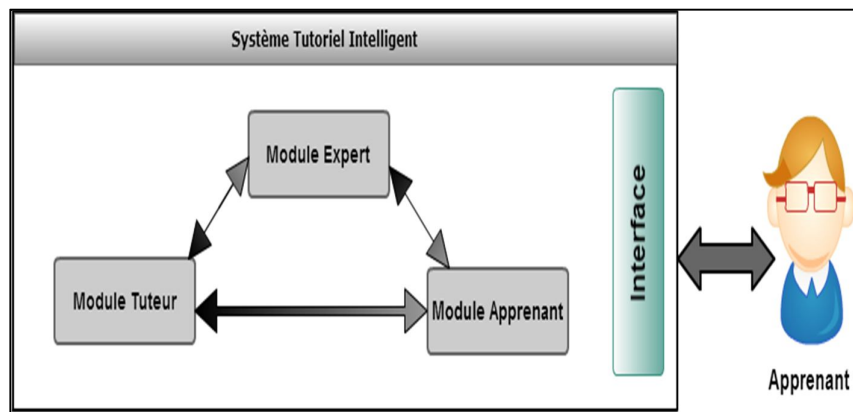 Système Tutoriel Intelligent
Module Expert
Module Tuteur
Module Apprenant
Interface
Apprenant